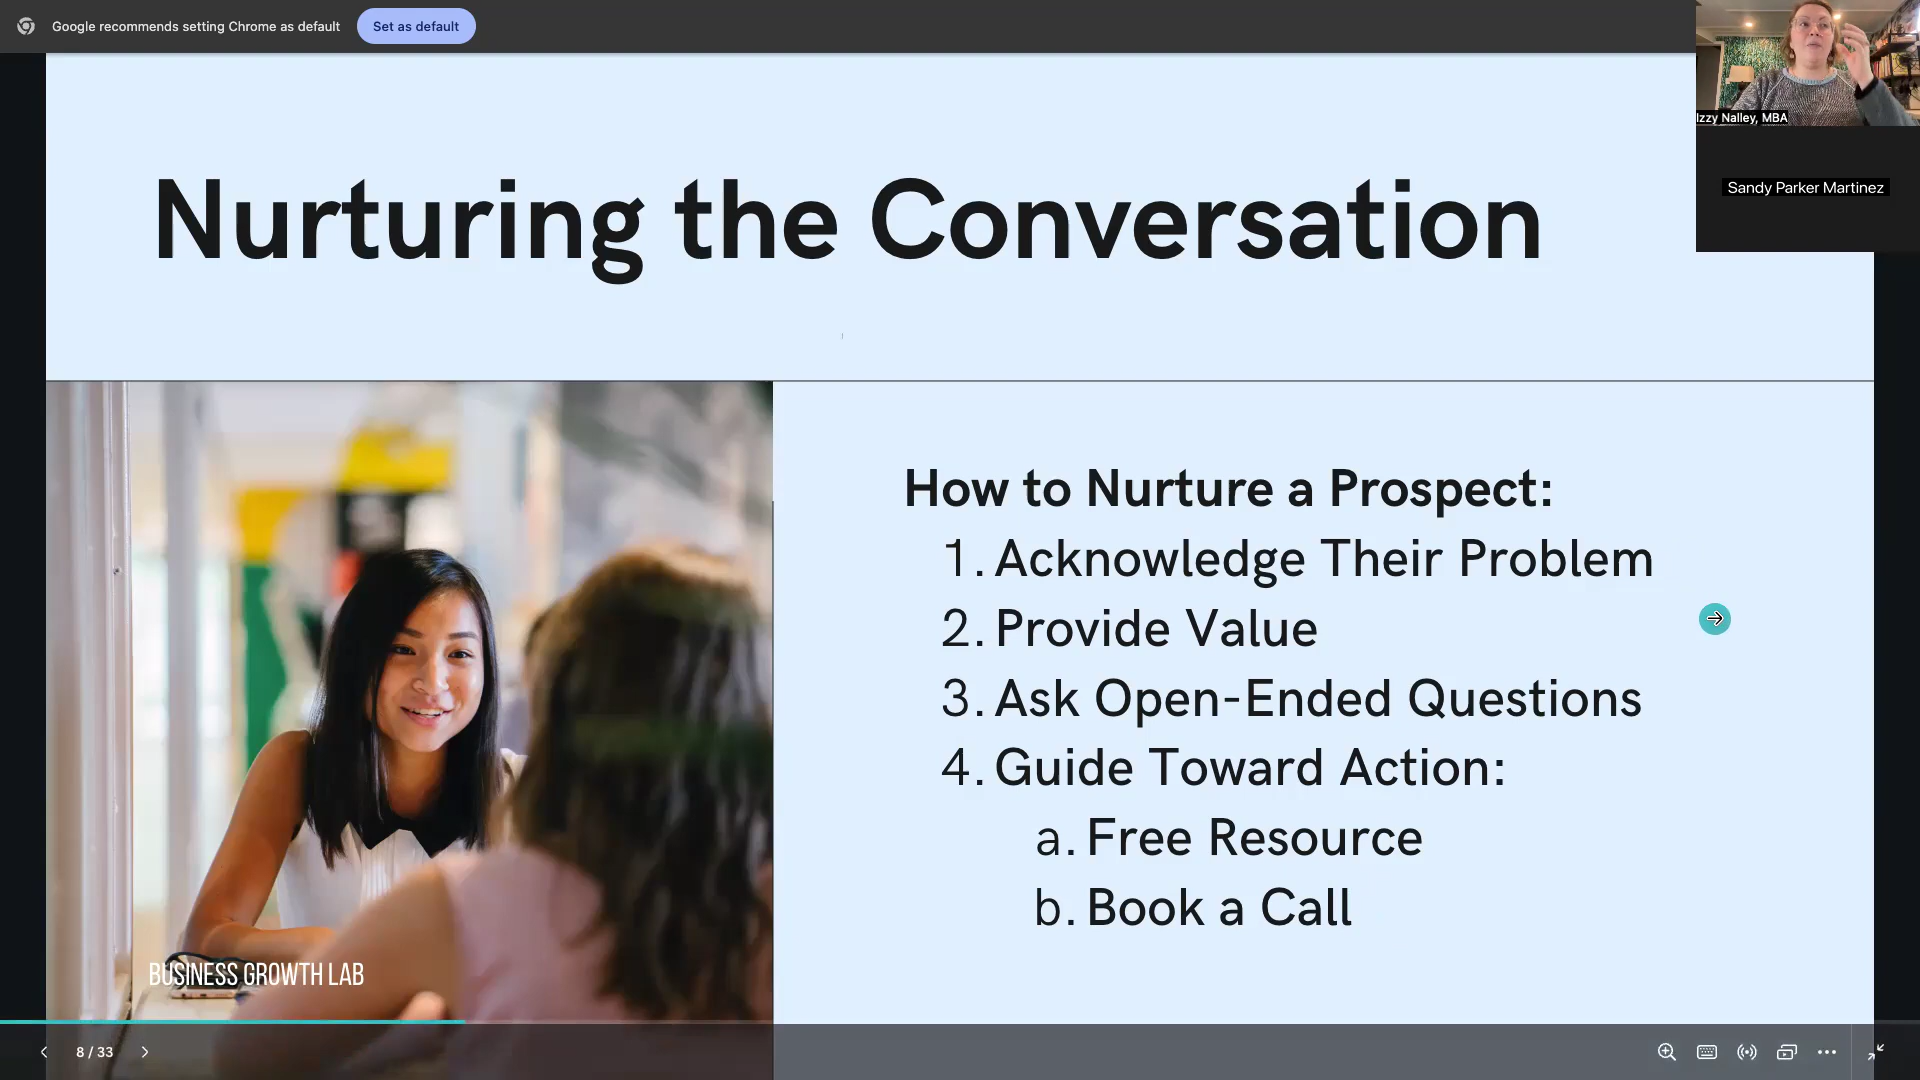 Google recommends setting Chrome as default
Set as default
Izzy Nalley, MBA
Sandy Parker Martinez
Nurturing the Conversation
How to Nurture a Prospect:
1. Acknowledge Their Problem
2. Provide Value
3. Ask Open-Ended Questions
4. Guide Toward Action:
a. Free Resource
b. Book a Call
BUSINESS GROWTH LAB
8 / 33